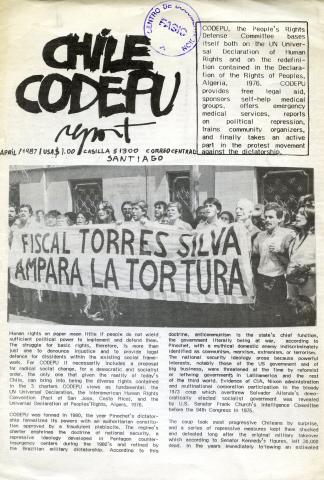 CENTRO DE DOCU
FASIC
CHILE
CODEPU
report
APRIL / 1987 / USA$ 1.00 / CASILLA 51300 CORREO CENTRAL
SANTIAGO
CODEPU, the People's Rights
Defense Committee bases
itself both on the UN Univer-
sal Declaration of Human
Rights and on the redefini-
tion contained in the Declara-
tion of the Rights of Peoples,
Algeria, 1976. CODEPU
provides free legal aid,
sponsors self-help medical
groups, offers emergency
medical services, reports
on political repression,
trains community organizers,
and finally takes an active
part in the protest movement
against the dictatorship.
FISCAL TORRES SILVA
AMPARA LA TORTURA
Human rights on paper mean little if people do not wield
sufficient political power to implement and defend them.
The struggle for basic rights, therefore, is more than
just one to denounce injustice and to provide legal
defense for dissidents within the existing social frame-
work. For CODEPU it necessarily includes a proposal
for radical social change, for a democratic and socialist
order, the only one that given the reality of today's
Chile, can bring into being the diverse rights contained
in the 3 charters CODEPU views as fundamental: the
UN Universal Declaration, the Interamerican Human Rights
Convention (Pact of San Jose, Costa Rica), and the
Universal Declaration of Peoples'Rights, Algiers, 1976.
CODEPU was founded in 1980, the year Pinochet's dictator-
ship formalized its powers with an authoritarian constitu-
tion approved by a fraudulent plebiscite. The regime's
charter enshrines the doctrine of national security, a
repressive ideology developed in Pentagon counter-
insurgency centers during the 1960's and refined by
the Brazilian military dictatorship. According to this
doctrine, anticommunism is the state's chief function,
the government literally being at war, according to
Pinochet, with a mythical domestic enemy indiscriminately
identified as communism, marxism, extremism, or terrorism.
The national security ideology grose because powerful
interests, notably those of the US government and of
big business, were threatened at the time by reformist
or leftwing governments in Latinamerica and the rest
of the third world. Evidence of CIA, Nixon administration
and multinational corporation participation in the bloody
1973 coup which overthrew Salvador Allende's demo-
cratically elected socialist government was revealed
by U.S. Senator Frank Church's Intelligence Committee
before the 94th Congress in 1975.
The coup took most progressive Chileans by surprise,
and a series of repressive measures kept them shocked
and defeated long after the original military takeover
which according to Senator Kennedy's figures, left 30,000
dead. In the years immediately following an estimated